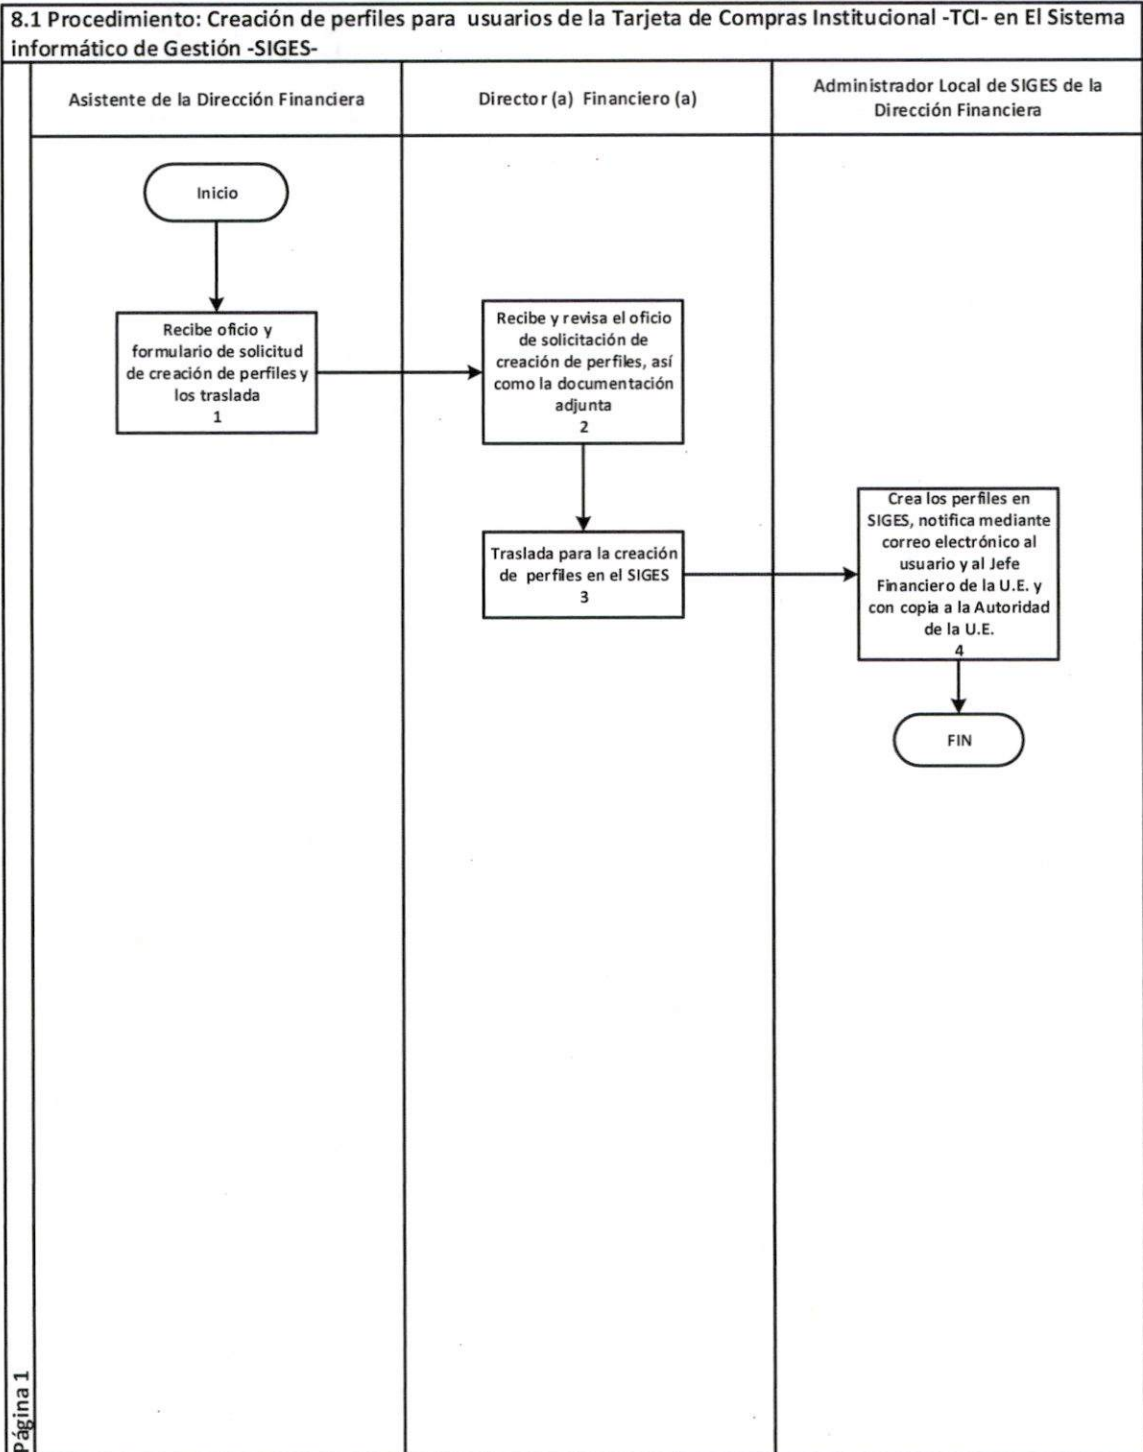 8.1 Procedimiento: Creación de perfiles para usuarios de la Tarjeta de Compras Institucional -TCI- en El Sistema
informático de Gestión -SIGES-
Asistente de la Dirección Financiera
Director (a) Financiero (a)
Administrador Local de SIGES de la
Dirección Financiera
Inicio
Recibe oficio y
formulario de solicitud
de creación de perfiles y
los traslada
1
Recibe y revisa el oficio
de solicitación de
creación de perfiles, así
como la documentación
adjunta
2
Traslada para la creación
de perfiles en el SIGES
3
Crea los perfiles en
SIGES, notifica mediante
correo electrónico al
usuario y al Jefe
Financiero de la U.E. y
con copia a la Autoridad
de la U.E.
4
FIN
Página 1